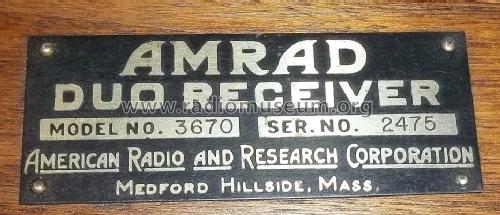 AMRAD
DUO RECEIVER
www.radiomuseum.org
MODEL NO. 3670 SER. NO. 2475
AMERICAN RADIO AND RESEARCH CORPORATION
MEDFORD HILLSIDE, MASS.